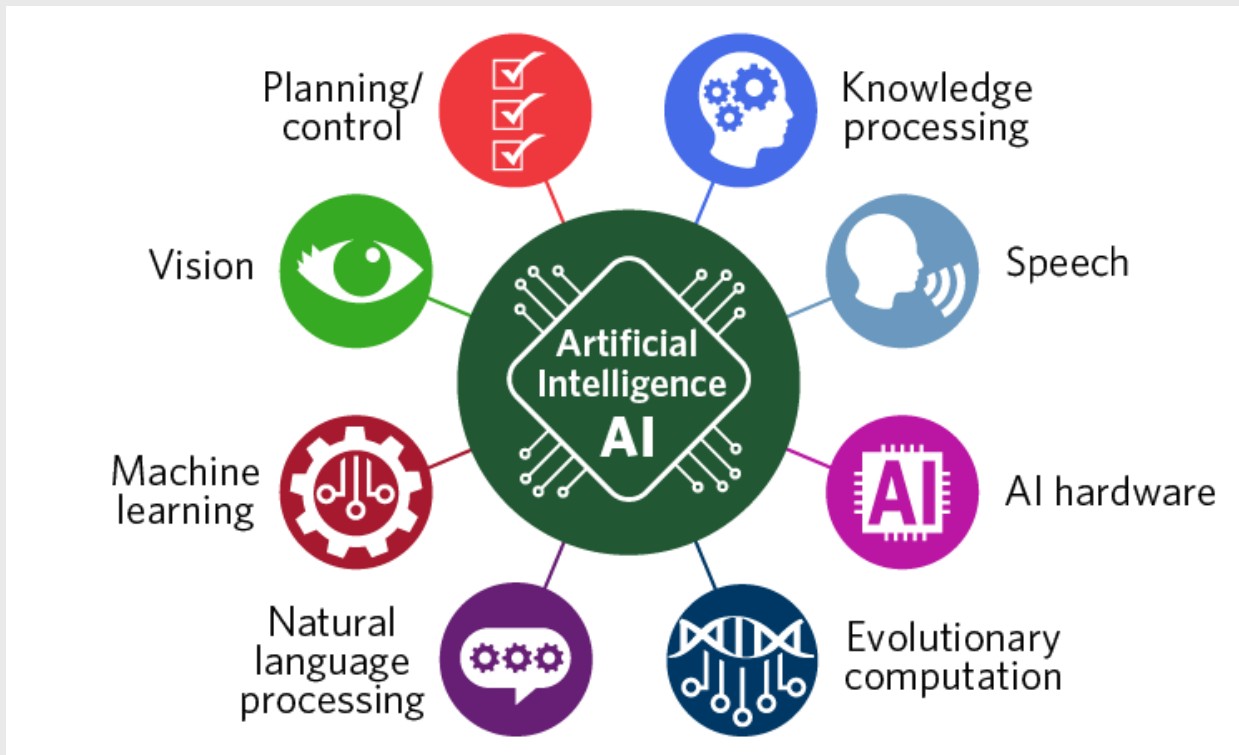 Planning/
control
Knowledge
processing
Vision
Speech
Artificial
Intelligence
AI
Machine
learning
AI
AI hardware
Natural
language
processing
Evolutionary
computation